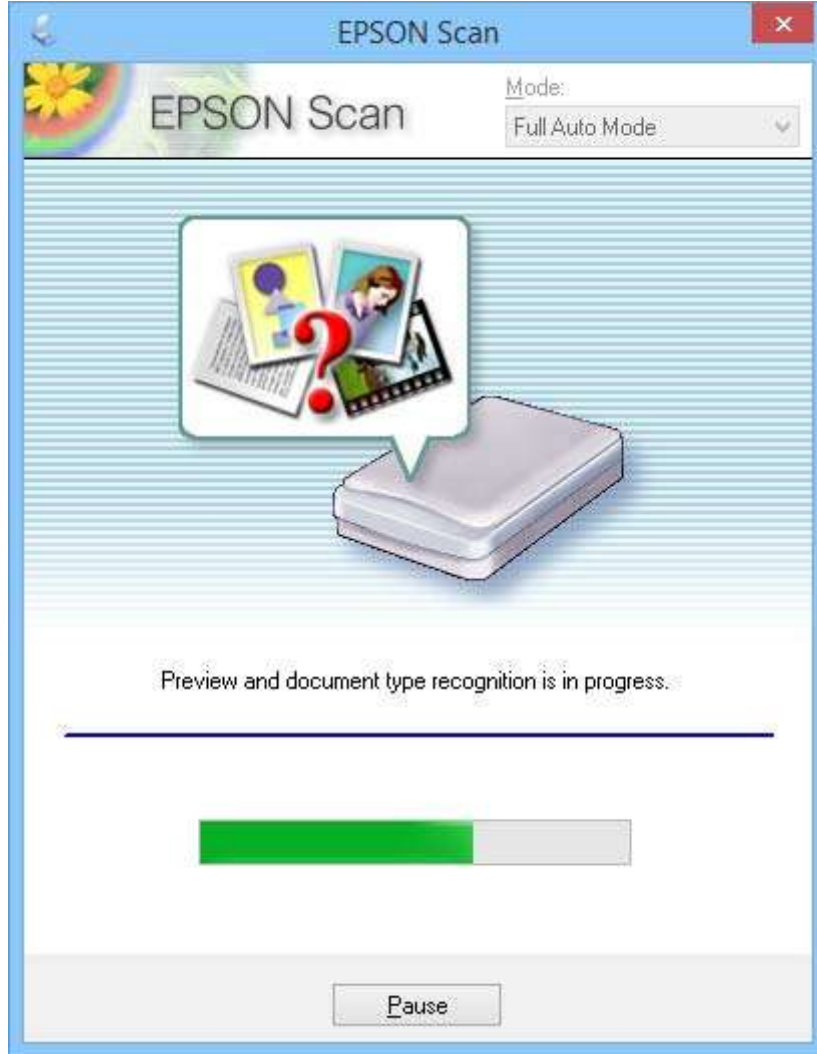 EPSON Scan
EPSON Scan
Mode:
Full Auto Mode
Preview and document type recognition is in progress.
Pause